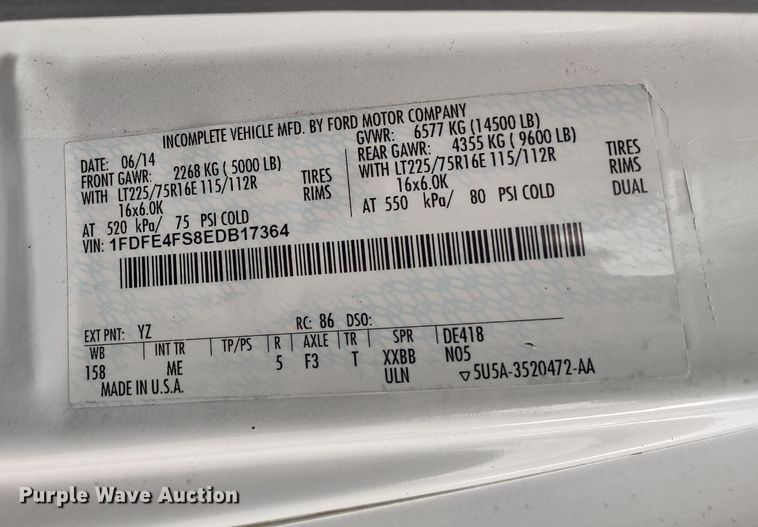 INCOMPLETE VEHICLE MFD. BY FORD MOTOR COMPANY
DATE: 06/14 GVWR: 6577 KG (14500 LB)
FRONT GAWR: 2268 KG ( 5000 LB) REAR GAWR: 4355 KG ( 9600 LB)
WITH LT225/75R16E 115/112R TIRES WITH LT225/75R16E 115/112R TIRES
16x6.0K RIMS 16x6.0K RIMS
AT 520 kPa/ 75 PSI COLD AT 550 kPa/ 80 PSI COLD DUAL
VIN: 1FDFE4FS8EDB17364
EXT PNT: YZ RC: 86 DSO:
WB INT TR TP/PS R AXLE TR SPR DE418
158 ME 5 F3 T XXBB N05
MADE IN U.S.A. ULN ▽5U5A-3520472-AA
Purple Wave Auction